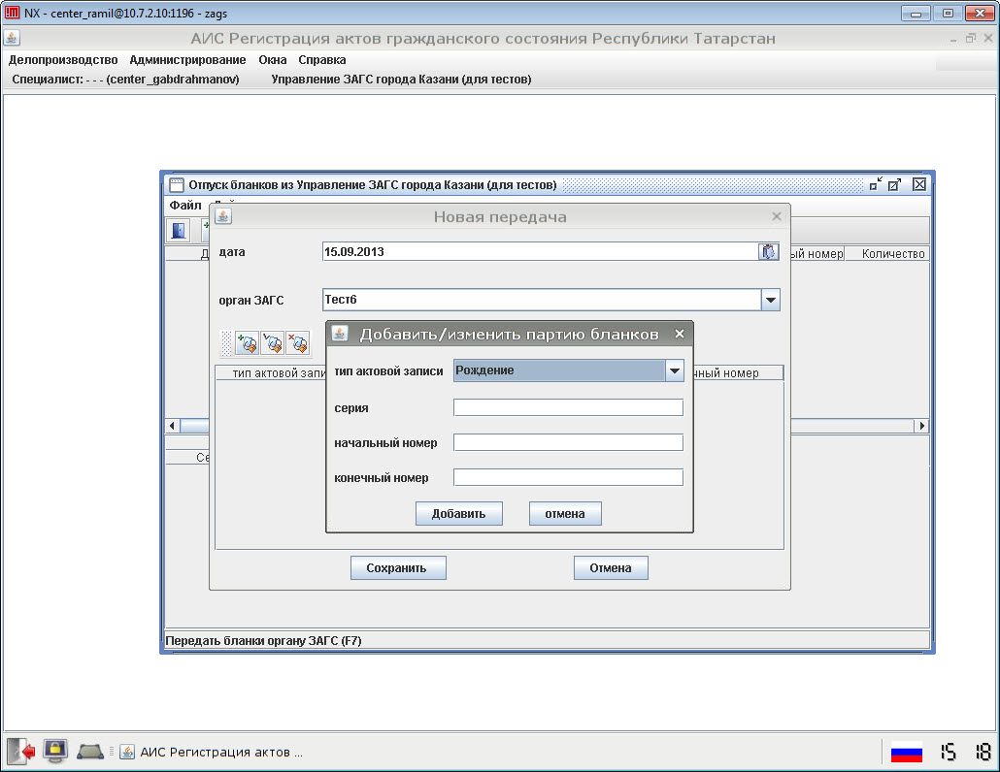 NX - center_ramil@10.7.2.10:1196 - zags
АИС Регистрация актов гражданского состояния Республики Татарстан
Делопроизводство Администрирование Окна Справка
Специалист: - - - (center_gabdrahmanov) Управление ЗАГС города Казани (для тестов)
Отпуск бланков из Управление ЗАГС города Казани (для тестов)
Файл
Новая передача
дата 15.09.2013
ый номер Количество
орган ЗАГС Тест6
Добавить/изменить партию бланков
тип актовой записи Рождение
тип актовой запи чный номер
серия
начальный номер
Се
конечный номер
Добавить отмена
Сохранить Отмена
Передать бланки органу ЗАГС (F7)
АИС Регистрация актов ...
15 18